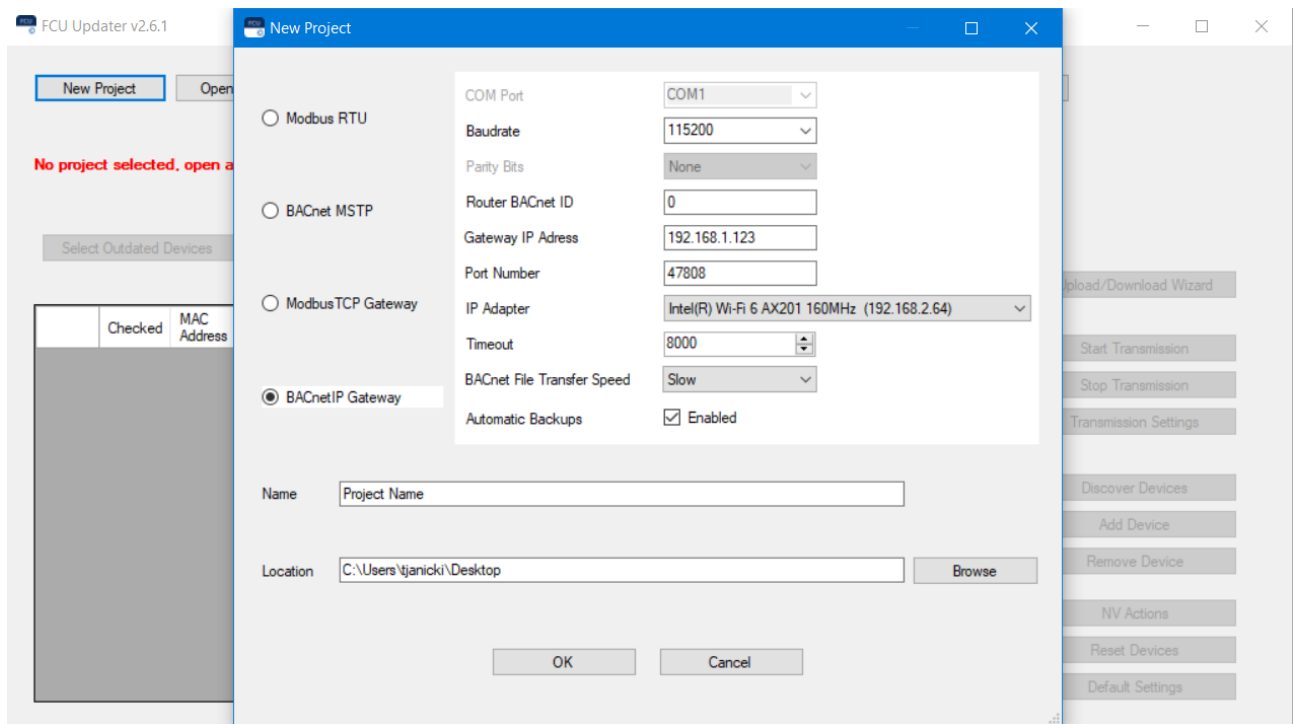 FCU Updater v2.6.1
New Project
New Project
Open
No project selected, open a
Select Outdated Devices
Checked
MAC
Address
Modbus RTU
BACnet MSTP
ModbusTCP Gateway
BACnetIP Gateway
COM Port COM1
Baudrate 115200
Parity Bits None
Router BACnet ID 0
Gateway IP Adress 192.168.1.123
Port Number 47808
IP Adapter Intel(R) Wi-Fi 6 AX201 160MHz (192.168.2.64)
Timeout 8000
BACnet File Transfer Speed Slow
Automatic Backups Enabled
Name Project Name
Location C:\Users\tjanicki\Desktop Browse
OK Cancel
pload/Download Wizard
Start Transmission
Stop Transmission
Transmission Settings
Discover Devices
Add Device
Remove Device
NV Actions
Reset Devices
Default Settings